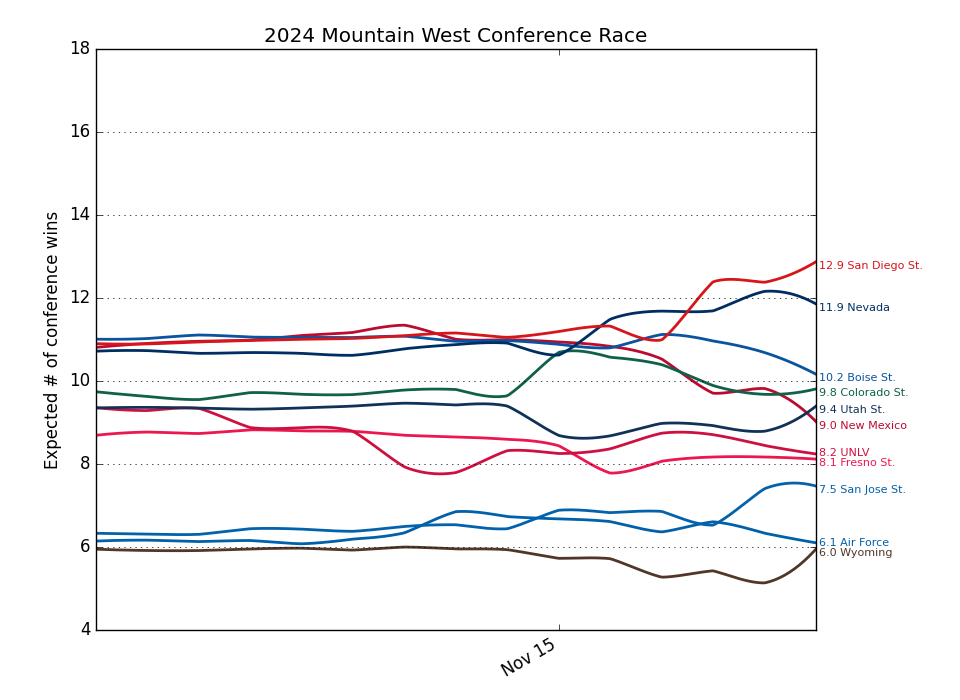 2024 Mountain West Conference Race
Expected # of conference wins
18
16
14
12
10
8
6
4
Nov 15
12.9 San Diego St.
11.9 Nevada
10.2 Boise St.
9.8 Colorado St.
9.4 Utah St.
9.0 New Mexico
8.2 UNLV
8.1 Fresno St.
7.5 San Jose St.
6.1 Air Force
6.0 Wyoming